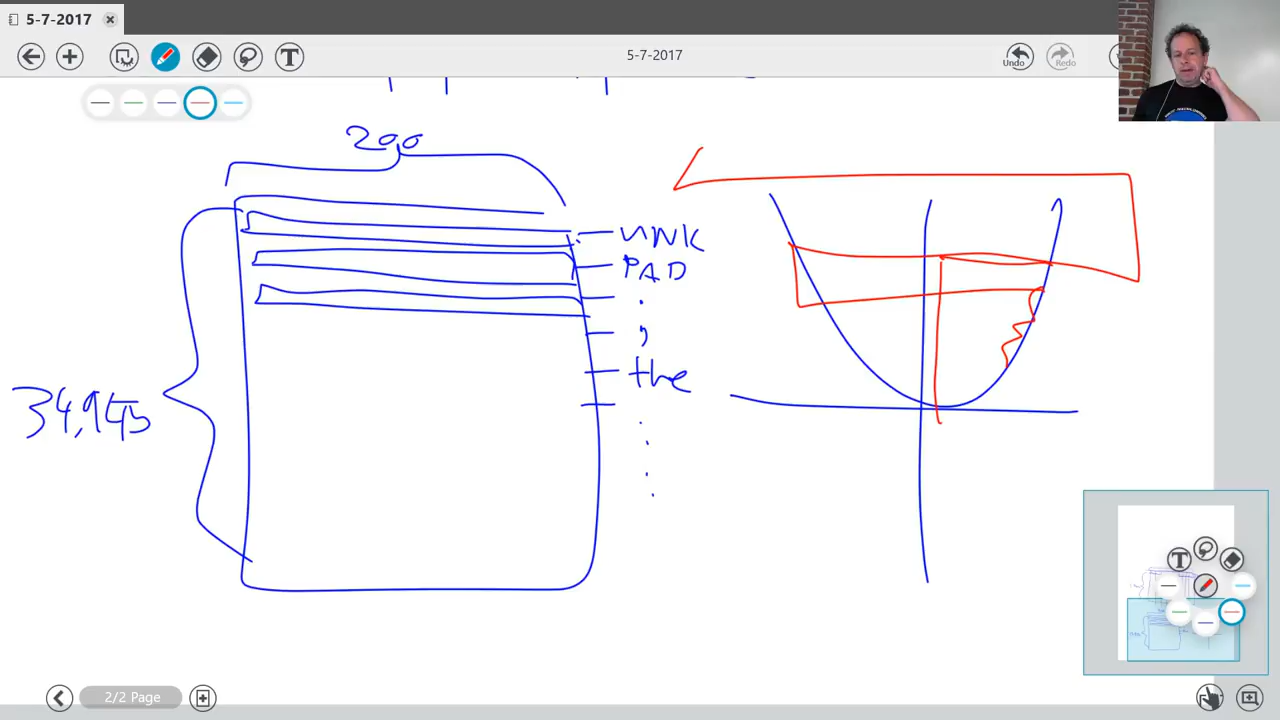 5-7-2017
5-7-2017
Undo
Redo
T
200
UNK
PAD
.
,
the
34,945
T
2/2 Page